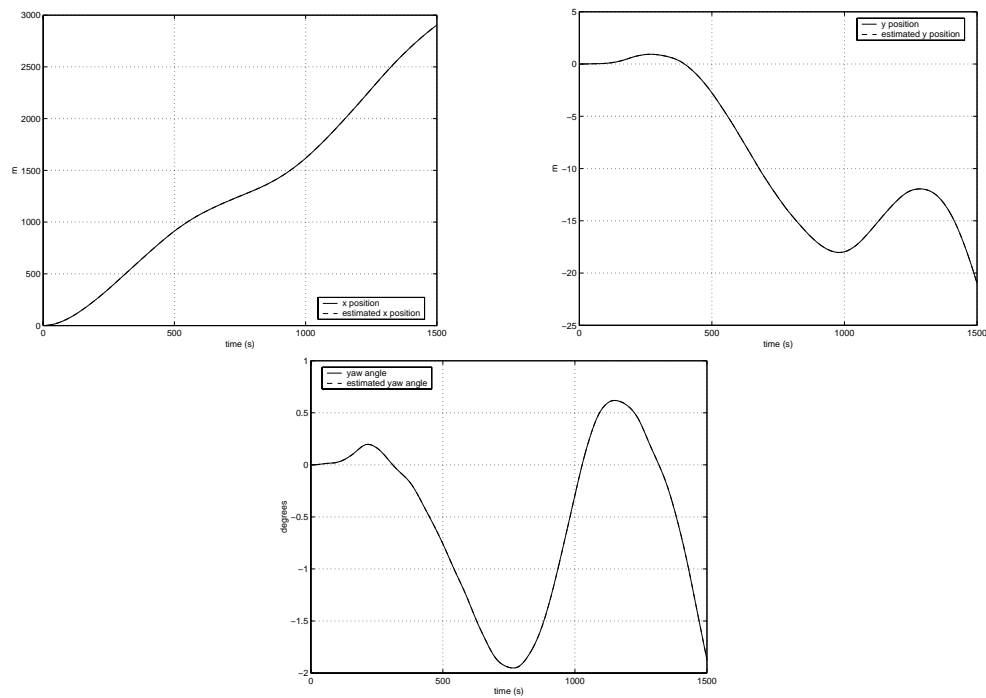 3000
2500
2000
1500
1000
500
0
m
0
500
1000
1500
time (s)
x position
estimated x position
5
0
−5
−10
−15
−20
−25
m
0
500
1000
1500
time (s)
y position
estimated y position
1
0.5
0
−0.5
−1
−1.5
−2
degrees
0
500
1000
1500
time (s)
yaw angle
estimated yaw angle